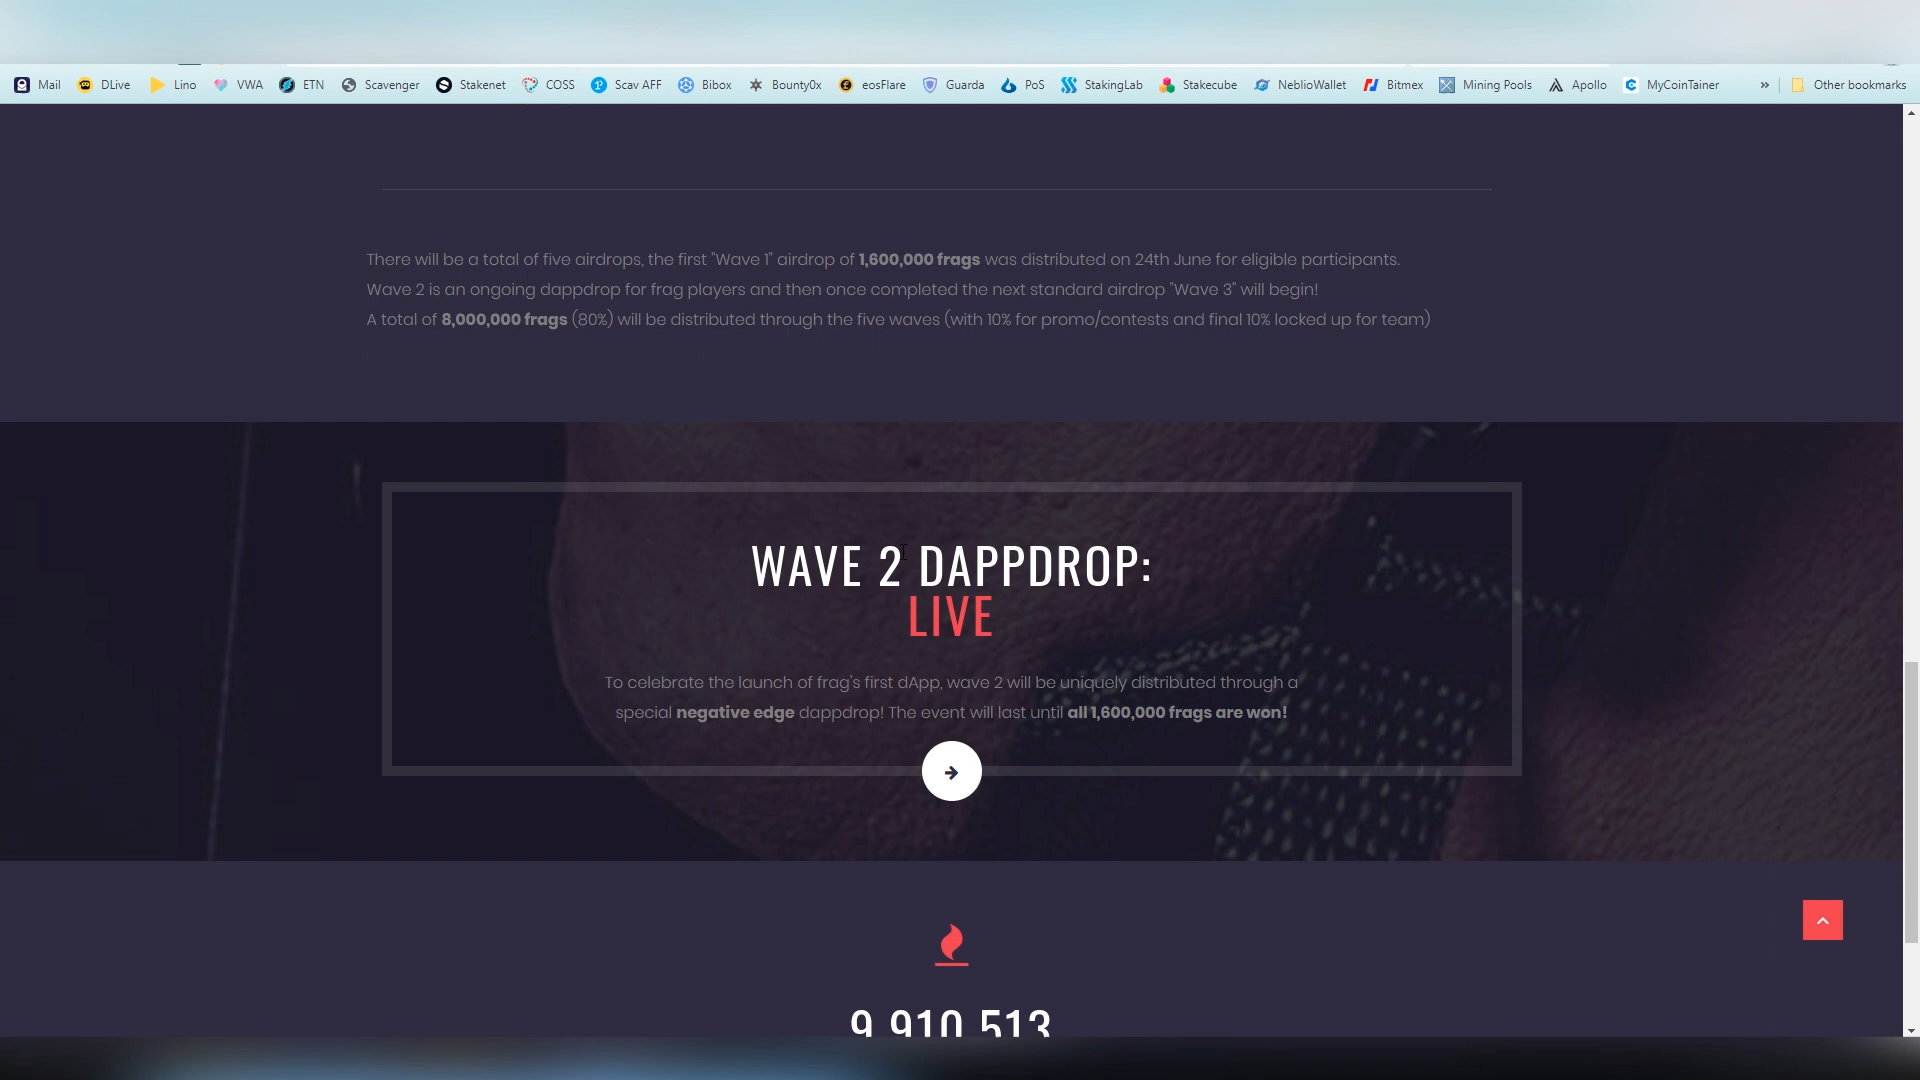 Mail DLive Lino VWA ETN Scavenger Stakenet COSS Scav AFF Bibox Bounty0x eosFlare Guarda PoS StakingLab Stakecube NeblioWallet Bitmex Mining Pools Apollo MyCoinTainer » Other bookmarks
There will be a total of five airdrops, the first "Wave 1" airdrop of 1,600,000 frags was distributed on 24th June for eligible participants.
Wave 2 is an ongoing dappdrop for frag players and then once completed the next standard airdrop "Wave 3" will begin!
A total of 8,000,000 frags (80%) will be distributed through the five waves (with 10% for promo/contests and final 10% locked up for team)
WAVE 2 DAPPDROP:
LIVE
To celebrate the launch of frag's first dApp, wave 2 will be uniquely distributed through a
special negative edge dappdrop! The event will last until all 1,600,000 frags are won!
9,910,513